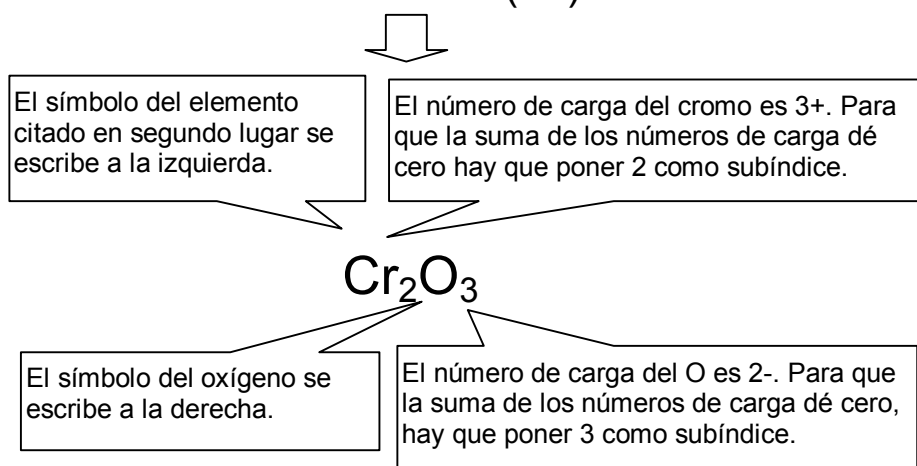 El símbolo del elemento
citado en segundo lugar se
escribe a la izquierda.
El número de carga del cromo es 3+. Para
que la suma de los números de carga dé
cero hay que poner 2 como subíndice.
Cr₂O₃
El símbolo del oxígeno se
escribe a la derecha.
El número de carga del O es 2-. Para que
la suma de los números de carga dé cero,
hay que poner 3 como subíndice.